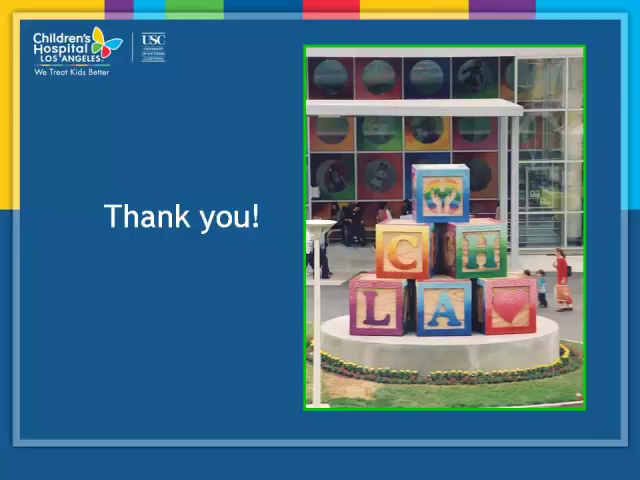 Children's
Hospital
LOS ANGELES
We Treat Kids Better
USC
Thank you!
C H
L A